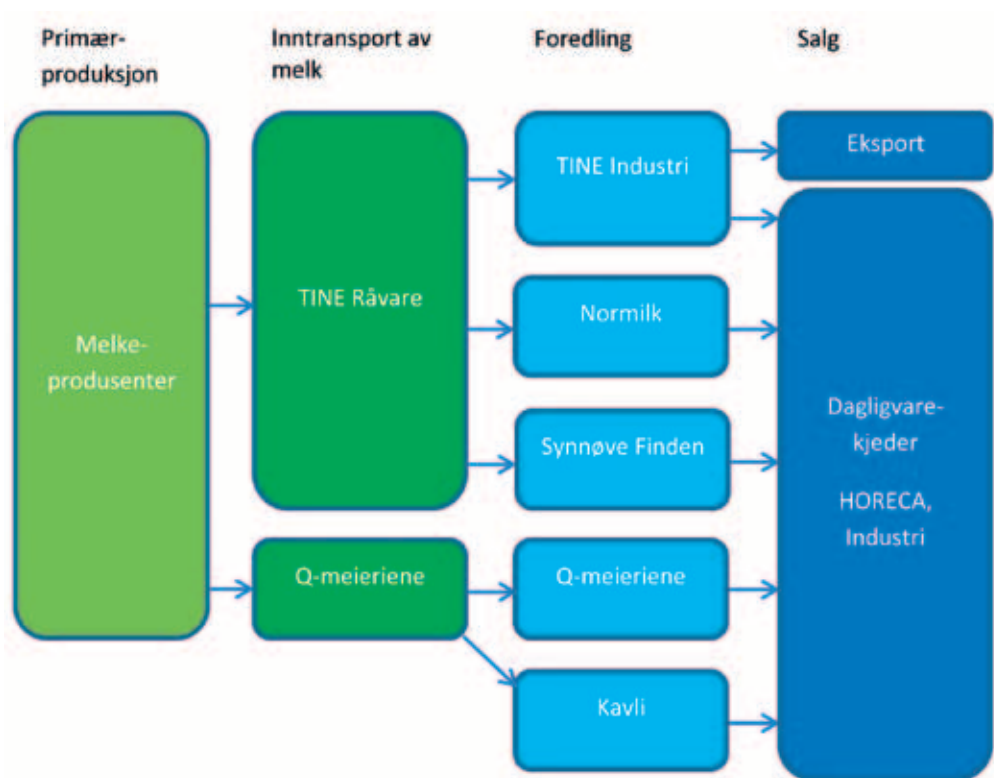 Primær-
produksjon
Inntransport av
melk
Foredling
Salg
Melke-
produsenter
TINE Råvare
Q-meieriene
TINE Industri
Normilk
Synnøve Finden
Q-meieriene
Kavli
Eksport
Dagligvare-
kjeder
HORECA,
Industri